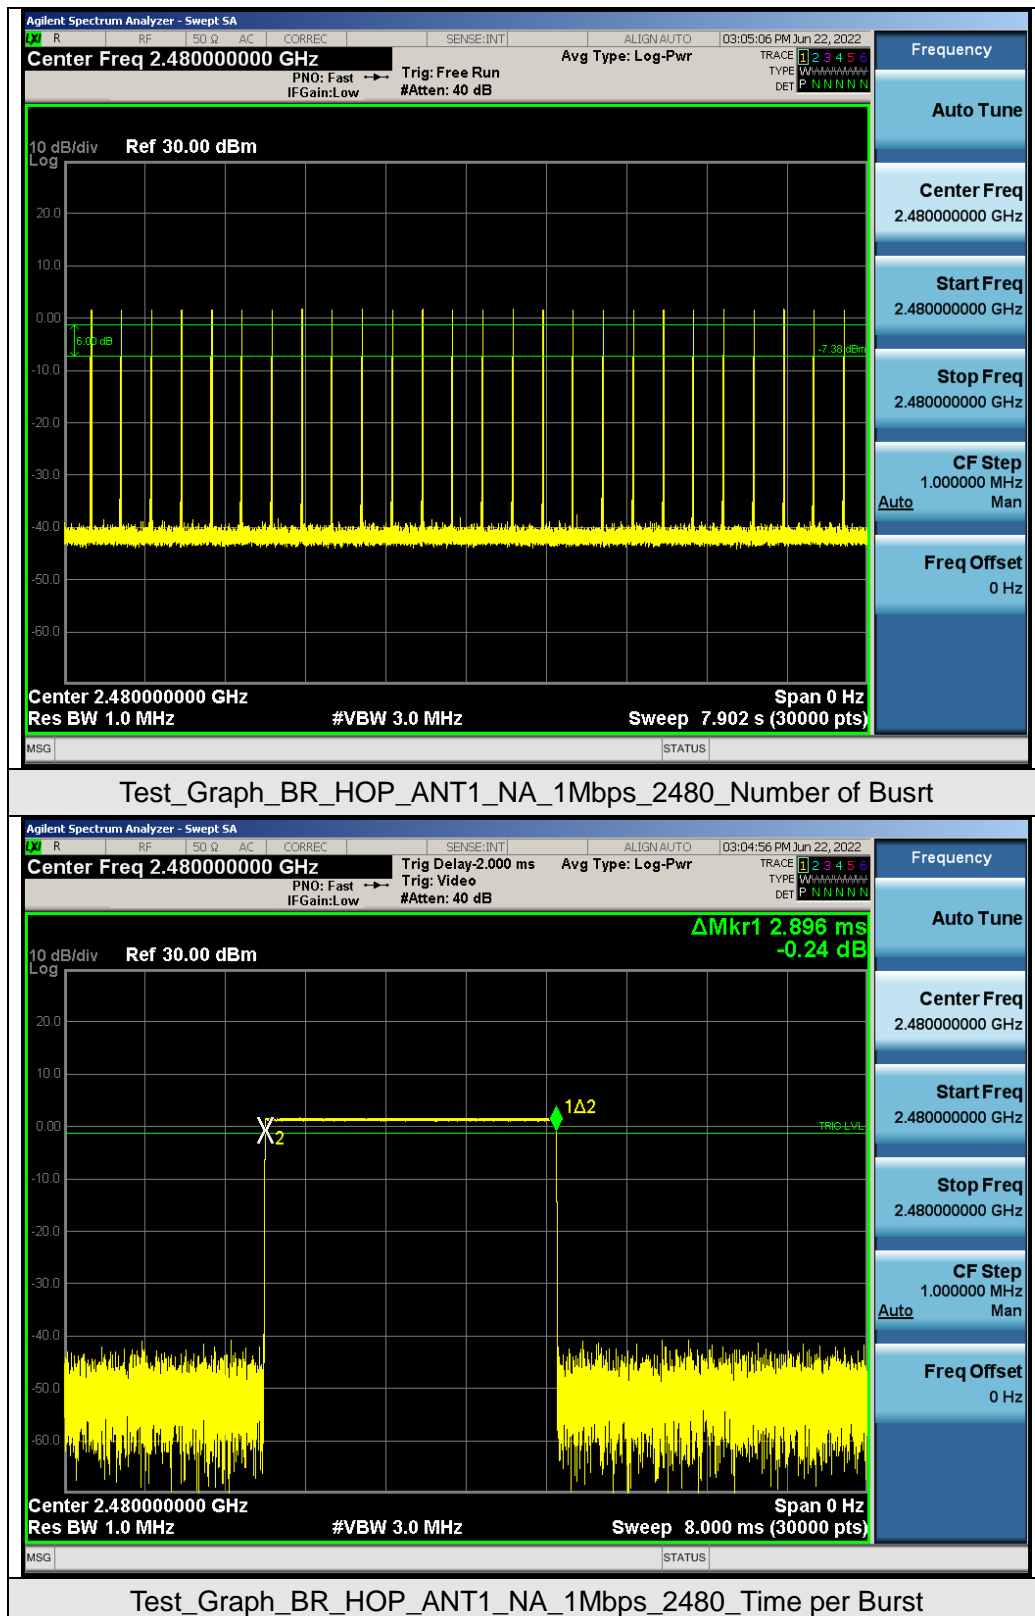 Agilent Spectrum Analyzer - Swept SA
LXI R RF 50 Ω AC CORREC SENSE:INT ALIGN AUTO 03:05:06 PM Jun 22, 2022
Center Freq 2.480000000 GHz
PNO: Fast
IFGain:Low
Trig: Free Run
#Atten: 40 dB
Avg Type: Log-Pwr
TRACE 1 2 3 4 5 6
TYPE WWWWWW
DET P N N N N N
10 dB/div
Log
Ref 30.00 dBm
20.0
10.0
0.00
6.00 dB
-7.38 dBm
-10.0
-20.0
-30.0
-40.0
-50.0
-60.0
Center 2.480000000 GHz Span 0 Hz
Res BW 1.0 MHz #VBW 3.0 MHz Sweep 7.902 s (30000 pts)
MSG STATUS
Frequency
Auto Tune
Center Freq
2.480000000 GHz
Start Freq
2.480000000 GHz
Stop Freq
2.480000000 GHz
CF Step
1.000000 MHz
Auto Man
Freq Offset
0 Hz
Test_Graph_BR_HOP_ANT1_NA_1Mbps_2480_Number of Busrt
Agilent Spectrum Analyzer - Swept SA
LXI R RF 50 Ω AC CORREC SENSE:INT ALIGN AUTO 03:04:56 PM Jun 22, 2022
Center Freq 2.480000000 GHz
PNO: Fast
IFGain:Low
Trig Delay-2.000 ms
Trig: Video
#Atten: 40 dB
Avg Type: Log-Pwr
TRACE 1 2 3 4 5 6
TYPE WWWWWW
DET P N N N N N
ΔMkr1 2.896 ms
-0.24 dB
10 dB/div
Log
Ref 30.00 dBm
20.0
10.0
0.00
1Δ2
2
TRIG LVL
-10.0
-20.0
-30.0
-40.0
-50.0
-60.0
Center 2.480000000 GHz Span 0 Hz
Res BW 1.0 MHz #VBW 3.0 MHz Sweep 8.000 ms (30000 pts)
MSG STATUS
Frequency
Auto Tune
Center Freq
2.480000000 GHz
Start Freq
2.480000000 GHz
Stop Freq
2.480000000 GHz
CF Step
1.000000 MHz
Auto Man
Freq Offset
0 Hz
Test_Graph_BR_HOP_ANT1_NA_1Mbps_2480_Time per Burst